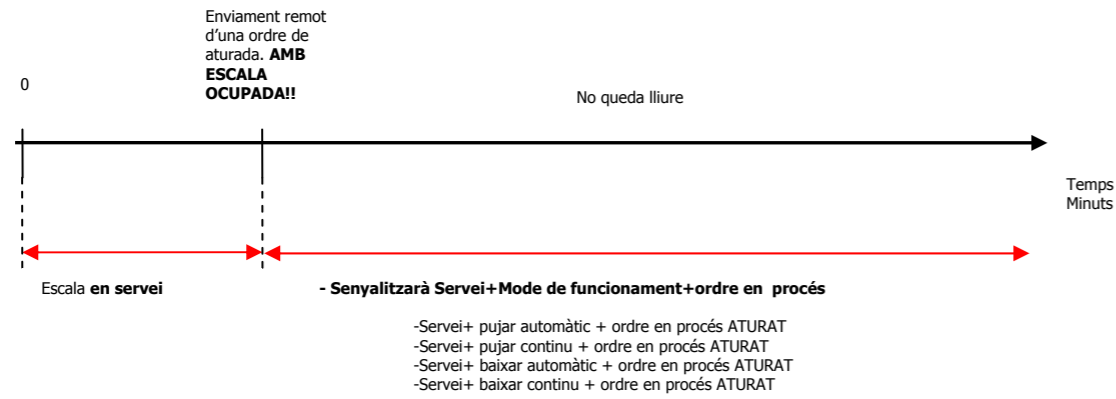 Enviament remot
d'una ordre de
aturada. AMB
ESCALA
OCUPADA!!
0
No queda lliure
Temps
Minuts
Escala en servei
- Senyalitzarà Servei+Mode de funcionament+ordre en procés
-Servei+ pujar automàtic + ordre en procés ATURAT
-Servei+ pujar continu + ordre en procés ATURAT
-Servei+ baixar automàtic + ordre en procés ATURAT
-Servei+ baixar continu + ordre en procés ATURAT